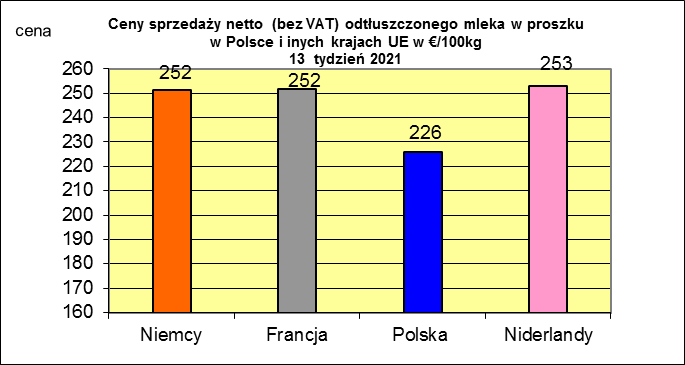 cena
Ceny sprzedaży netto (bez VAT) odtłuszczonego mleka w proszku
w Polsce i inych krajach UE w €/100kg
13 tydzień 2021
260
250
240
230
220
210
200
190
180
170
160
252
252
226
253
Niemcy
Francja
Polska
Niderlandy